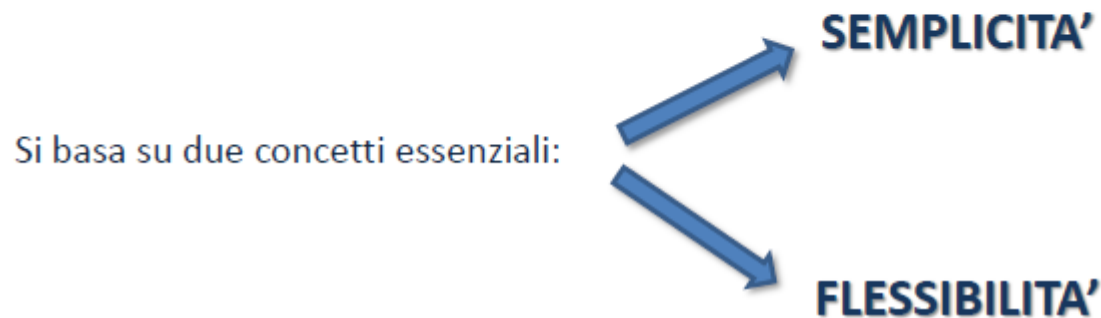 SEMPLICITA’
Si basa su due concetti essenziali:
FLESSIBILITA’